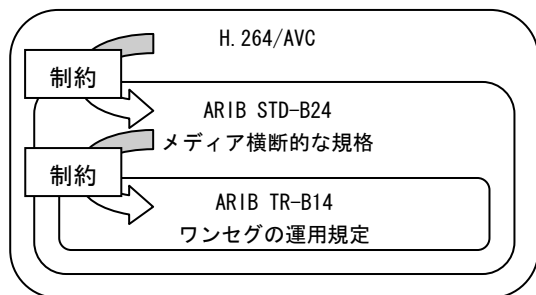 H.264/AVC
制約
ARIB STD-B24
メディア横断的な規格
制約
ARIB TR-B14
ワンセグの運用規定